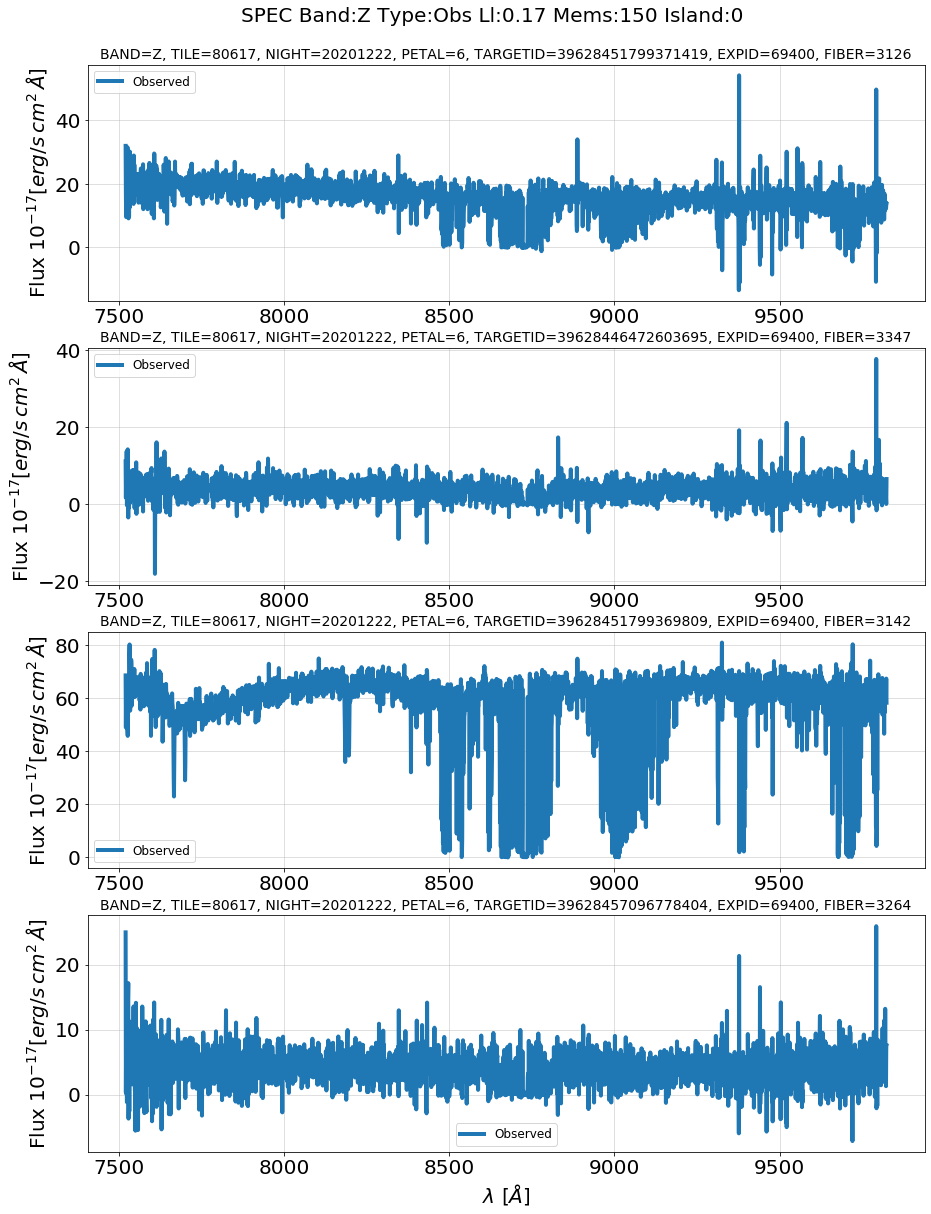 SPEC Band:Z Type:Obs Ll:0.17 Mems:150 Island:0
BAND=Z, TILE=80617, NIGHT=20201222, PETAL=6, TARGETID=39628451799371419, EXPID=69400, FIBER=3126
Observed
Flux 10^{-17}[erg/s cm^2 Å]
40
20
0
7500 8000 8500 9000 9500
BAND=Z, TILE=80617, NIGHT=20201222, PETAL=6, TARGETID=39628446472603695, EXPID=69400, FIBER=3347
Observed
Flux 10^{-17}[erg/s cm^2 Å]
40
20
0
−20
7500 8000 8500 9000 9500
BAND=Z, TILE=80617, NIGHT=20201222, PETAL=6, TARGETID=39628451799369809, EXPID=69400, FIBER=3142
Flux 10^{-17}[erg/s cm^2 Å]
80
60
40
20
0
Observed
7500 8000 8500 9000 9500
BAND=Z, TILE=80617, NIGHT=20201222, PETAL=6, TARGETID=39628457096778404, EXPID=69400, FIBER=3264
Flux 10^{-17}[erg/s cm^2 Å]
20
10
0
Observed
7500 8000 8500 9000 9500
λ [Å]